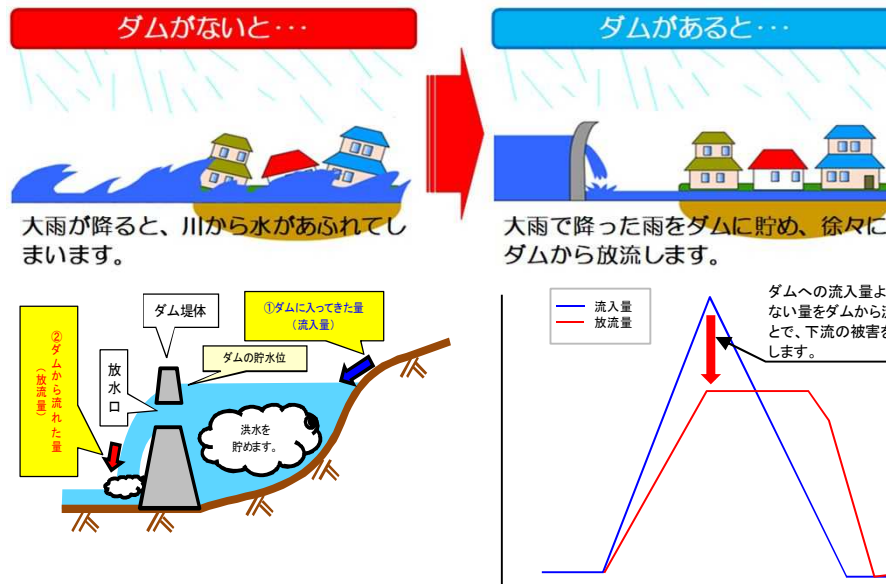 ダムがないと･･･
ダムがあると･･･
大雨が降ると、川から水があふれてし
まいます。
大雨で降った雨をダムに貯め、徐々に
ダムから放流します。
ダム堤体
①ダムに入ってきた量
（流入量）
ダムの貯水位
放水口
②ダムから流れた量
（放流量）
洪水を
貯めます。
流入量
放流量
ダムへの流入量よ
ない量をダムから
とで、下流の被害を
します。